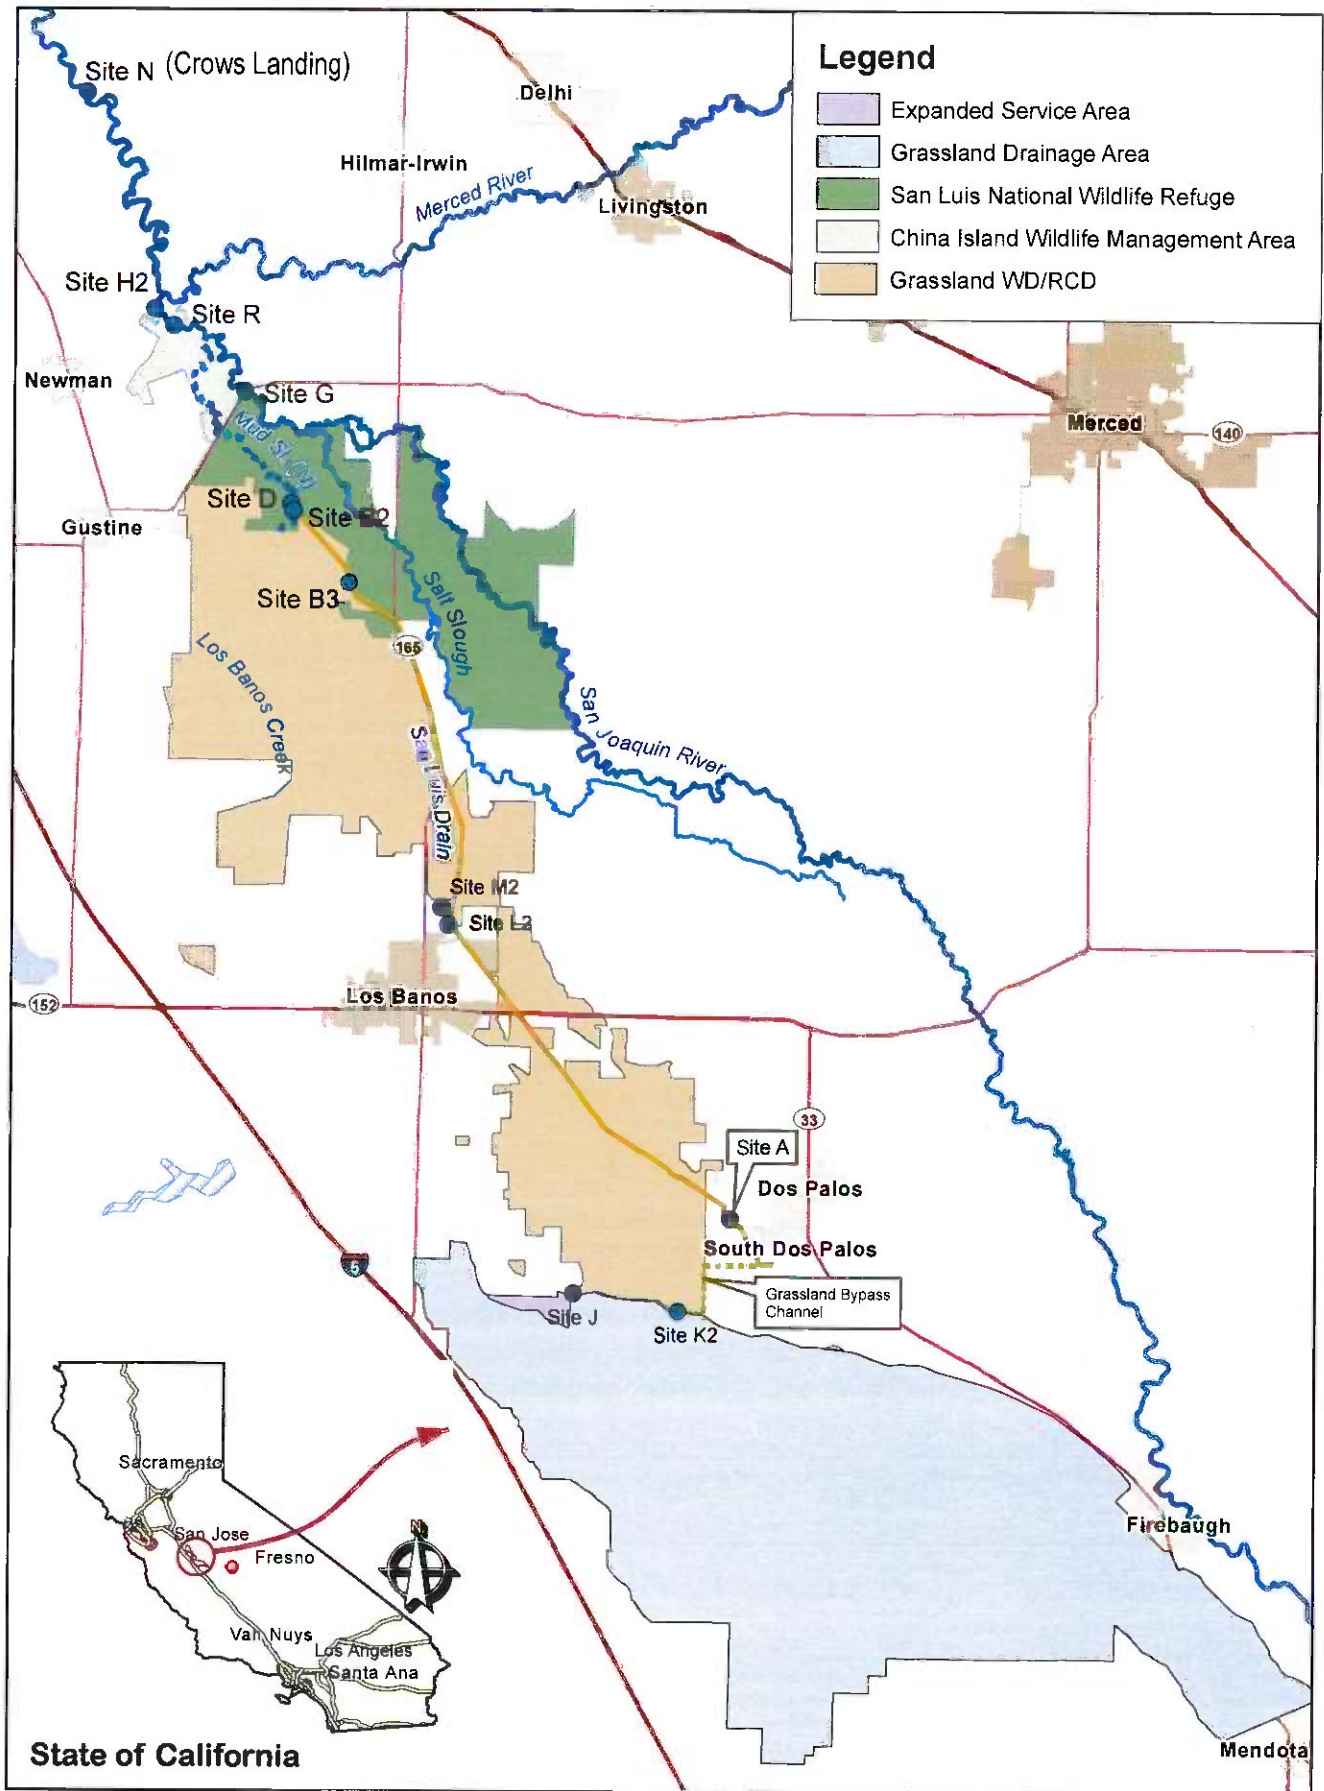 Legend
Expanded Service Area
Grassland Drainage Area
San Luis National Wildlife Refuge
China Island Wildlife Management Area
Grassland WD/RCD
Site N (Crows Landing)
Delhi
Hilmar-Irwin
Merced River
Livingston
Site H2
Site R
Newman
Site G
Merced
140
Mud Sl. (N)
Site D
Site F2
Gustine
Site B3
Salt Slough
165
Los Banos Creek
San Joaquin River
San Luis Drain
Site M2
Site L2
Los Banos
152
33
Site A
Dos Palos
South Dos Palos
5
Grassland Bypass
Channel
Site J
Site K2
Firebaugh
Mendota
N
Sacramento
San Jose
Fresno
Van Nuys
Los Angeles
Santa Ana
State of California